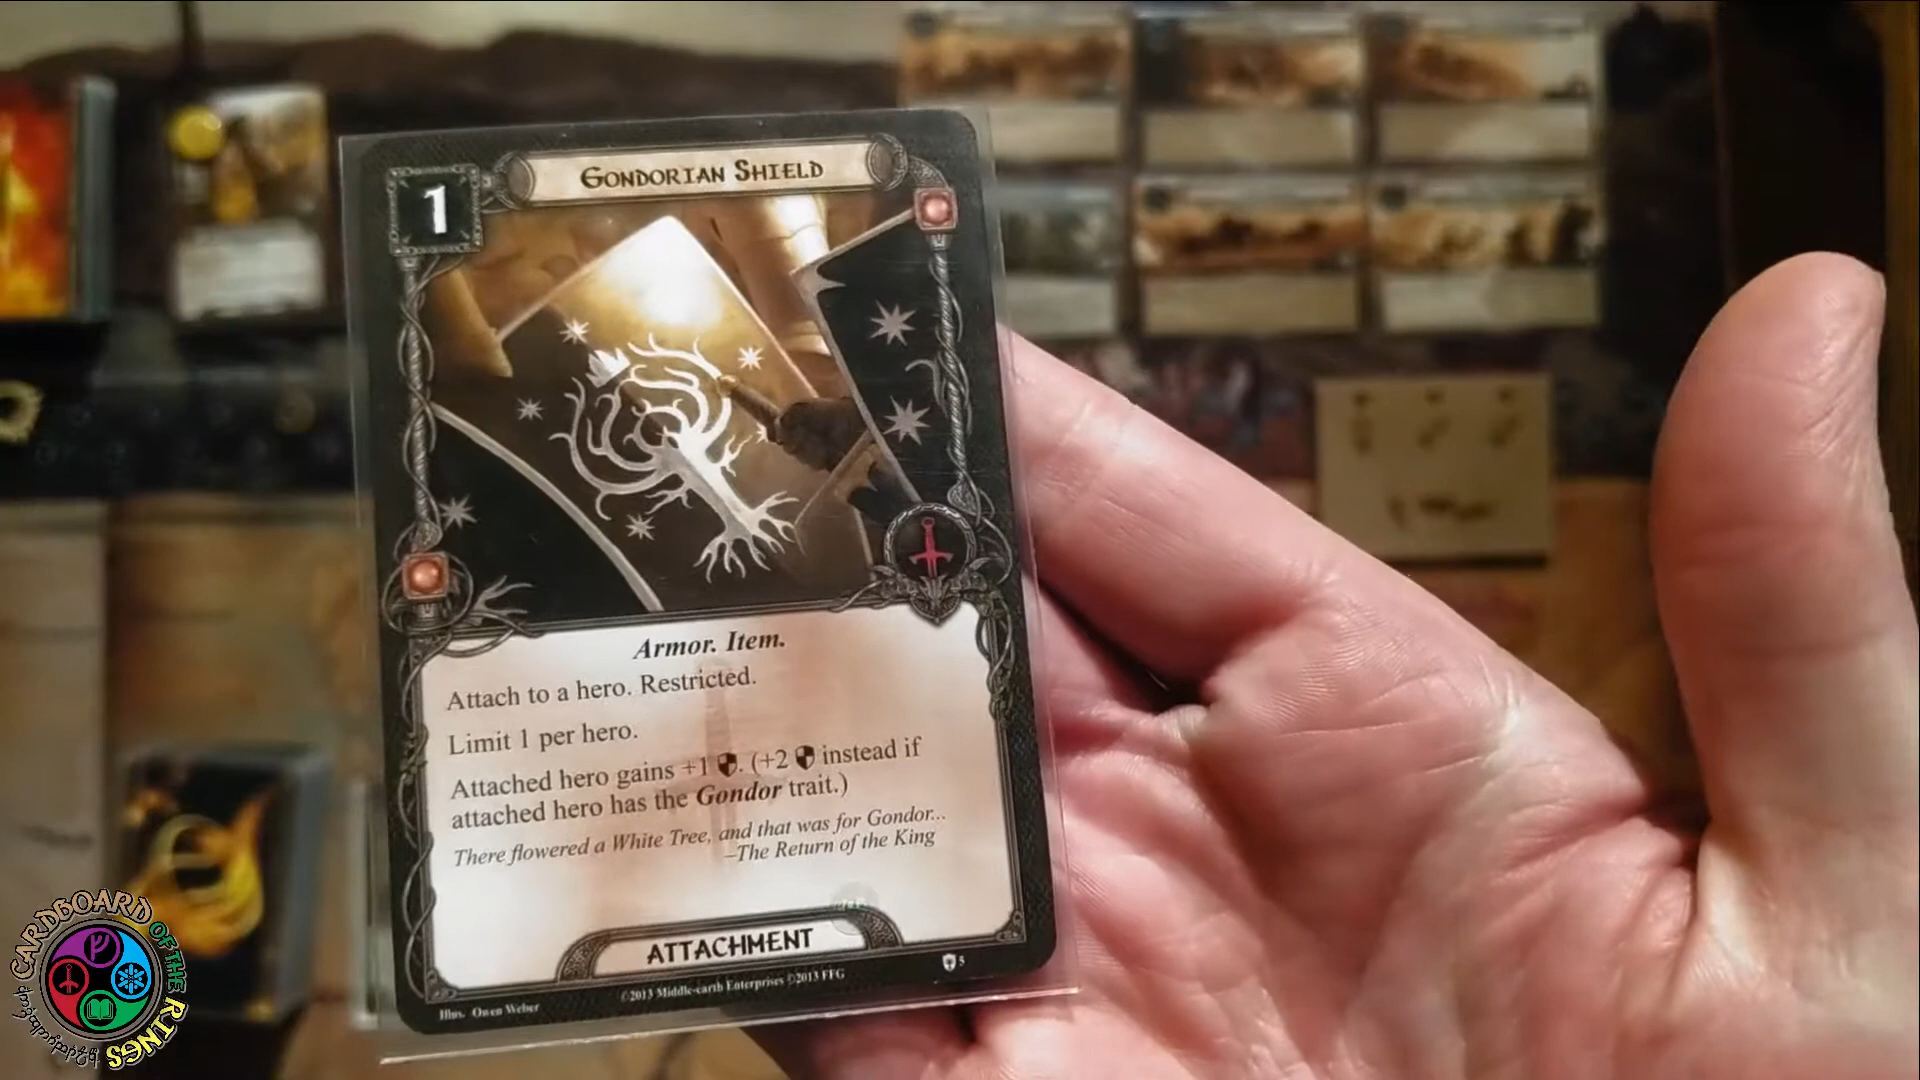 1
GONDORIAN SHIELD
Armor. Item.
Attach to a hero. Restricted.
Limit 1 per hero.
Attached hero gains +1 . (+2 instead if
attached hero has the Gondor trait.)
There flowered a White Tree, and that was for Gondor...
–The Return of the King
ATTACHMENT
Illus. Owen Weber
©2013 Middle-earth Enterprises ©2013 FFG
5
CARDBOARD OF THE RINGS